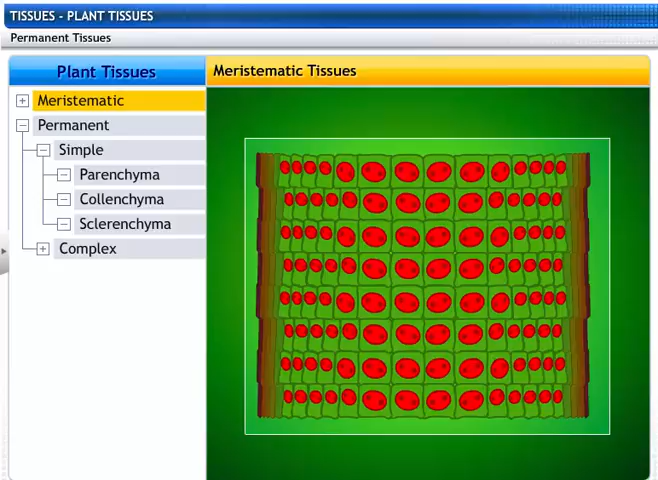 TISSUES - PLANT TISSUES
Permanent Tissues
Plant Tissues
Meristematic Tissues
Meristematic
Permanent
Simple
Parenchyma
Collenchyma
Sclerenchyma
Complex